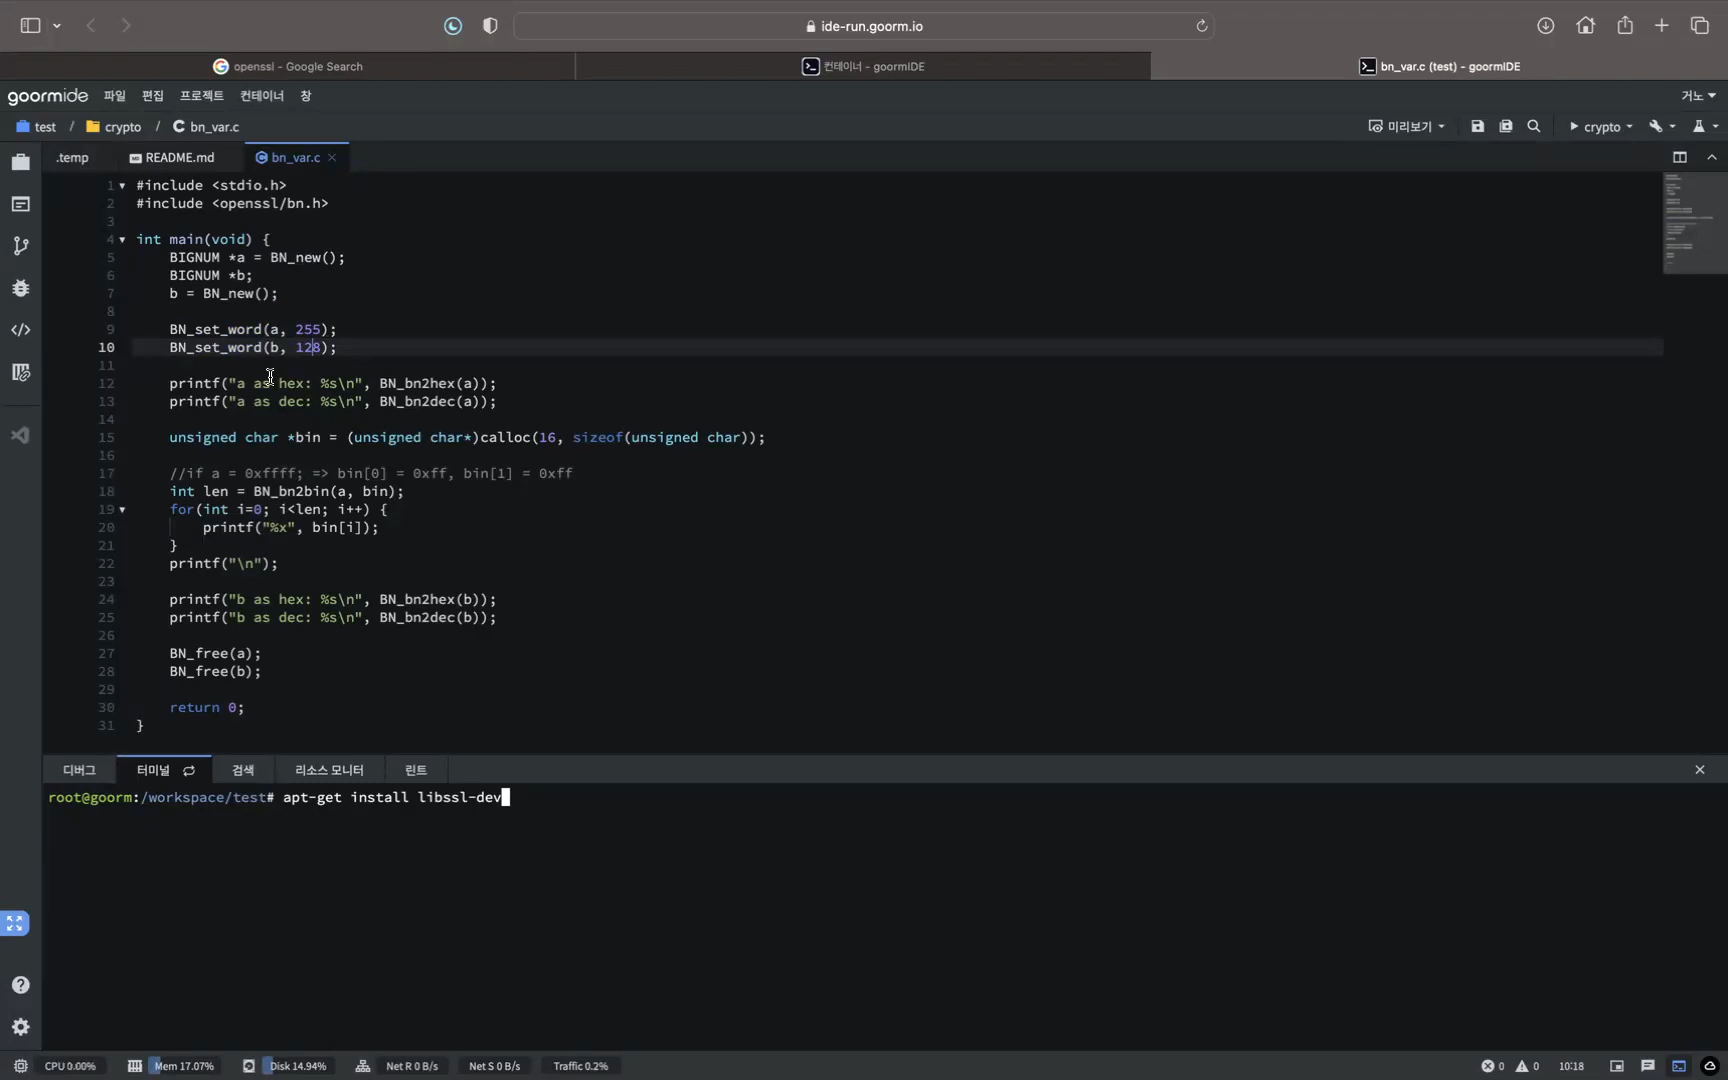 ide-run.goorm.io
openssl - Google Search
컨테이너 - goormIDE
bn_var.c (test) - goormIDE
goormide 파일 편집 프로젝트 컨테이너 창 거노
test / crypto / bn_var.c 미리보기 crypto
.temp README.md bn_var.c
1 #include <stdio.h>
2 #include <openssl/bn.h>
3
4 int main(void) {
5 BIGNUM *a = BN_new();
6 BIGNUM *b;
7 b = BN_new();
8
9 BN_set_word(a, 255);
10 BN_set_word(b, 128);
11
12 printf("a as hex: %s\n", BN_bn2hex(a));
13 printf("a as dec: %s\n", BN_bn2dec(a));
14
15 unsigned char *bin = (unsigned char*)calloc(16, sizeof(unsigned char));
16
17 //if a = 0xffff; => bin[0] = 0xff, bin[1] = 0xff
18 int len = BN_bn2bin(a, bin);
19 for(int i=0; i<len; i++) {
20 printf("%x", bin[i]);
21 }
22 printf("\n");
23
24 printf("b as hex: %s\n", BN_bn2hex(b));
25 printf("b as dec: %s\n", BN_bn2dec(b));
26
27 BN_free(a);
28 BN_free(b);
29
30 return 0;
31 }
디버그 터미널 검색 리소스 모니터 린트
root@goorm:/workspace/test# apt-get install libssl-dev
CPU 0.00% Mem 17.07% Disk 14.94% Net R 0 B/s Net S 0 B/s Traffic 0.2% 0 0 10:18